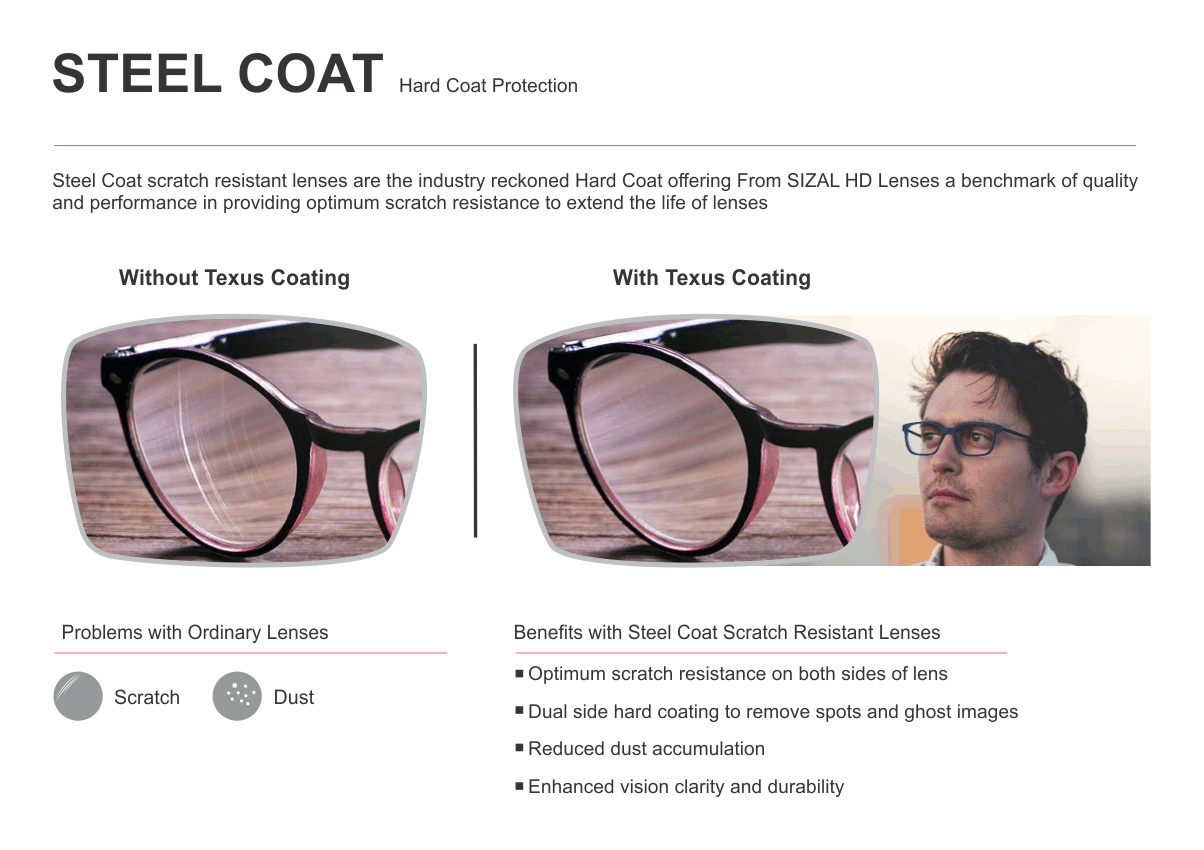 STEEL COAT Hard Coat Protection
Steel Coat scratch resistant lenses are the industry reckoned Hard Coat offering From SIZAL HD Lenses a benchmark of quality
and performance in providing optimum scratch resistance to extend the life of lenses
Without Texus Coating
With Texus Coating
Problems with Ordinary Lenses
Scratch
Dust
Benefits with Steel Coat Scratch Resistant Lenses
▪ Optimum scratch resistance on both sides of lens
▪ Dual side hard coating to remove spots and ghost images
▪ Reduced dust accumulation
▪ Enhanced vision clarity and durability